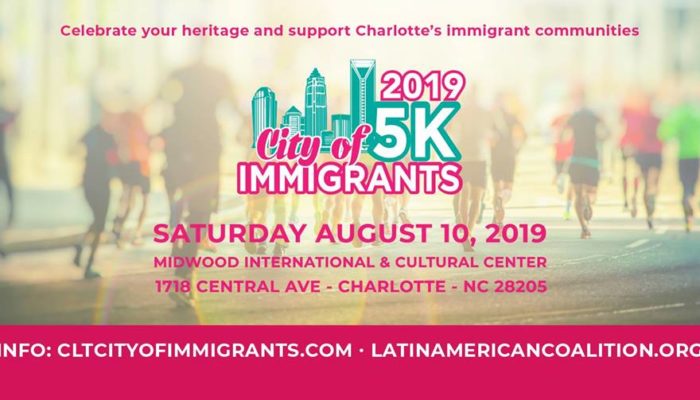 Celebrate your heritage and support Charlotte's immigrant communities
2019
5K
City of
IMMIGRANTS
SATURDAY AUGUST 10, 2019
MIDWOOD INTERNATIONAL & CULTURAL CENTER
1718 CENTRAL AVE - CHARLOTTE - NC 28205
INFO: CLTCITYOFIMMIGRANTS.COM · LATINAMERICANCOALITION.ORG